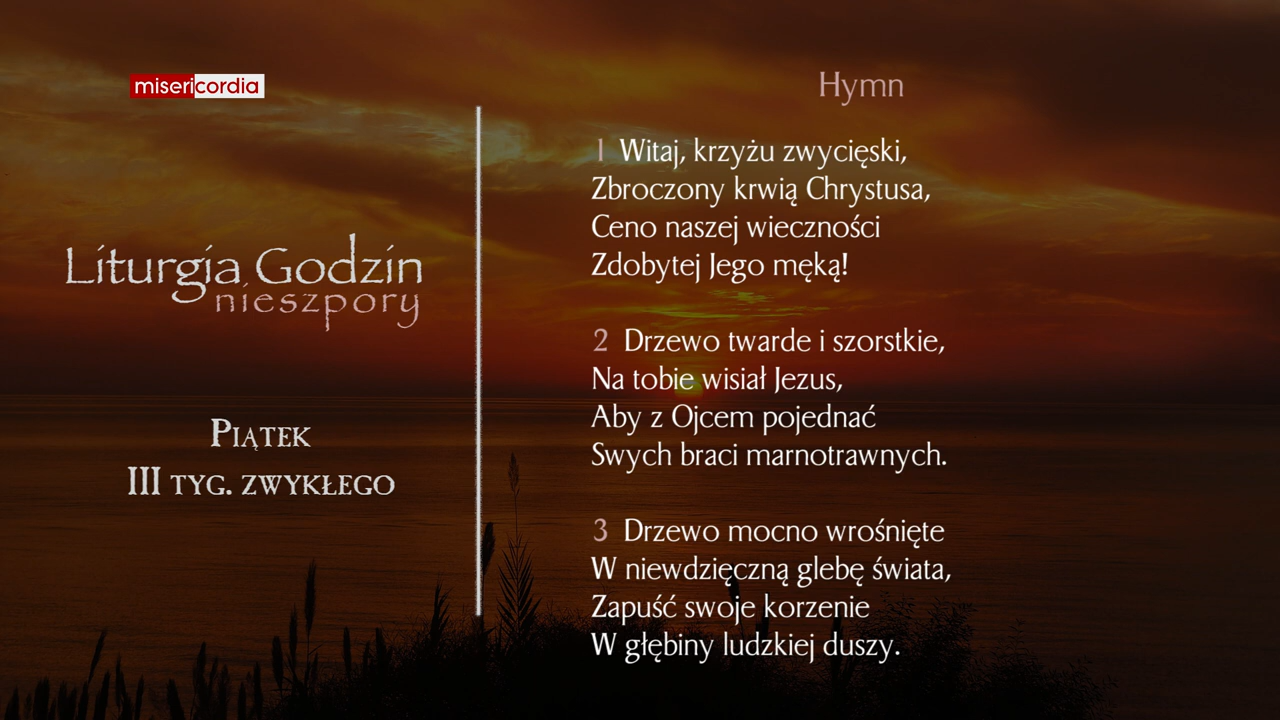 misericordia
Liturgia Godzin
nieszpory
Piątek
III tyg. zwykłego
Hymn
1 Witaj, krzyżu zwycięski,
Zbroczony krwią Chrystusa,
Ceno naszej wieczności
Zdobytej Jego męką!
2 Drzewo twarde i szorstkie,
Na tobie wisiał Jezus,
Aby z Ojcem pojednać
Swych braci marnotrawnych.
3 Drzewo mocno wrośnięte
W niewdzięczną glebę świata,
Zapuść swoje korzenie
W głębiny ludzkiej duszy.